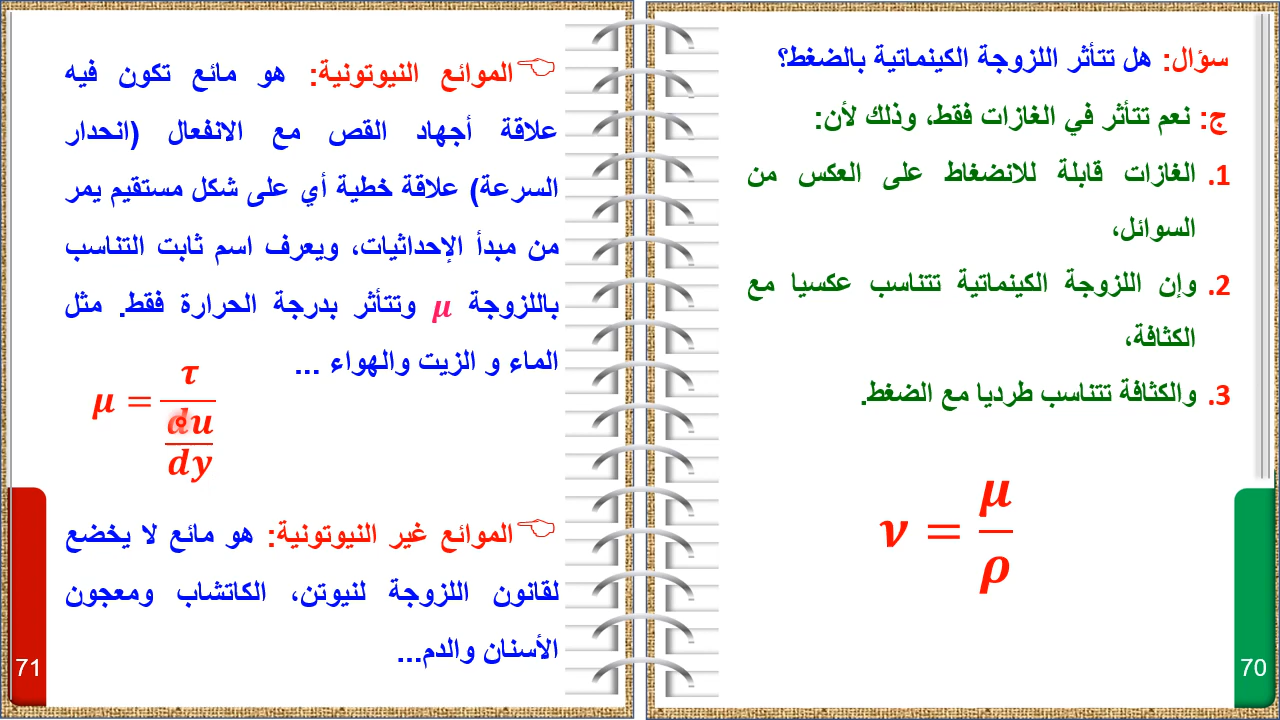 سؤال: هل تتأثر اللزوجة الكينماتية بالضغط؟
ج: نعم تتأثر في الغازات فقط، وذلك لأن:
1. الغازات قابلة للانضغاط على العكس من
السوائل،
2. وإن اللزوجة الكينماتية تتناسب عكسيا مع
الكثافة،
3. والكثافة تتناسب طرديا مع الضغط.
ν = μ/ρ
70
الموائع النيوتونية: هو مائع تكون فيه
علاقة أجهاد القص مع الانفعال (انحدار
السرعة) علاقة خطية أي على شكل مستقيم يمر
من مبدأ الإحداثيات، ويعرف اسم ثابت التناسب
باللزوجة μ وتتأثر بدرجة الحرارة فقط. مثل
الماء و الزيت والهواء ...
μ = τ/(du/dy)
الموائع غير النيوتونية: هو مائع لا يخضع
لقانون اللزوجة لنيوتن، الكاتشاب ومعجون
الأسنان والدم...
71